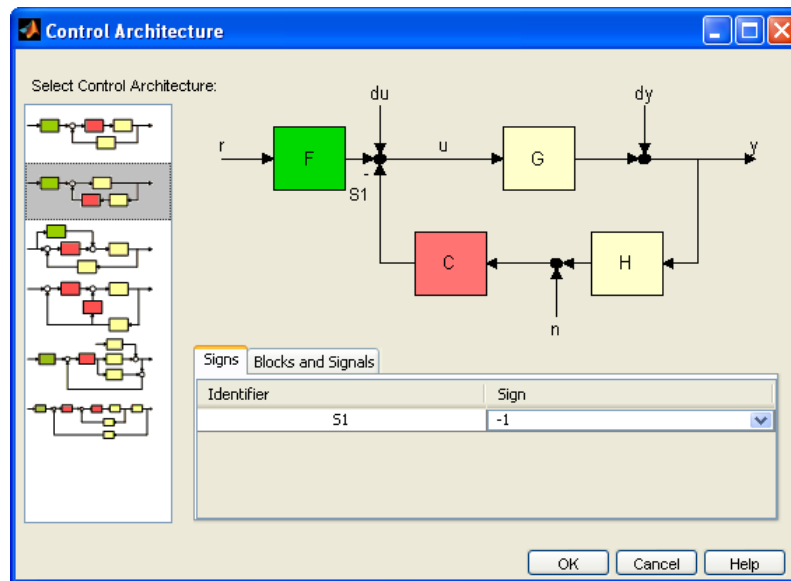 Control Architecture
Select Control Architecture:
du
dy
r
F
u
G
y
-
S1
C
H
n
Signs
Blocks and Signals
Identifier
Sign
S1
-1
OK
Cancel
Help